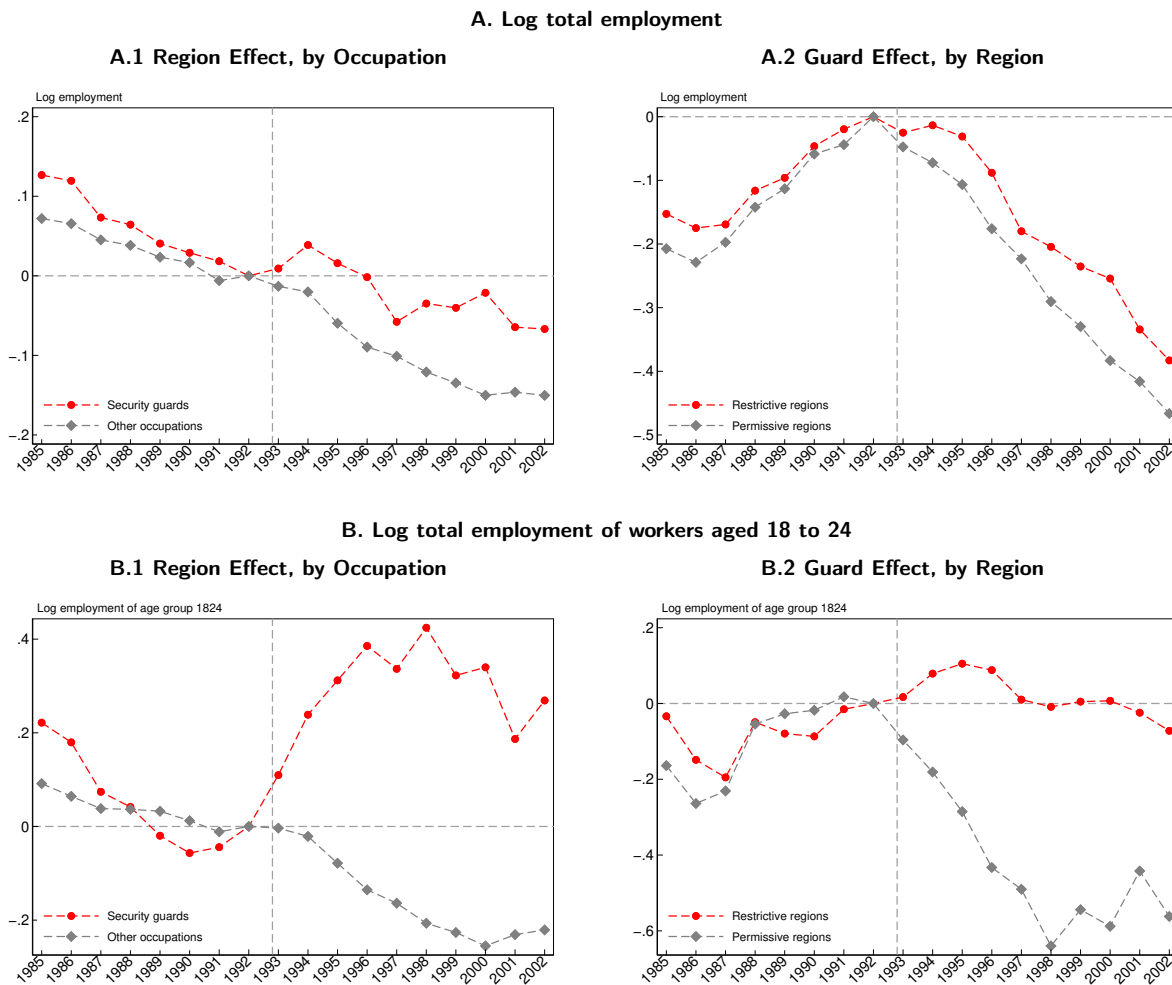 A. Log total employment
A.1 Region Effect, by Occupation
Log employment
.2
.1
0
-.1
-.2
Security guards
Other occupations
1985 1986 1987 1988 1989 1990 1991 1992 1993 1994 1995 1996 1997 1998 1999 2000 2001 2002
A.2 Guard Effect, by Region
Log employment
0
-.1
-.2
-.3
-.4
-.5
Restrictive regions
Permissive regions
1985 1986 1987 1988 1989 1990 1991 1992 1993 1994 1995 1996 1997 1998 1999 2000 2001 2002
B. Log total employment of workers aged 18 to 24
B.1 Region Effect, by Occupation
Log employment of age group 1824
.4
.2
0
-.2
Security guards
Other occupations
1985 1986 1987 1988 1989 1990 1991 1992 1993 1994 1995 1996 1997 1998 1999 2000 2001 2002
B.2 Guard Effect, by Region
Log employment of age group 1824
.2
0
-.2
-.4
-.6
Restrictive regions
Permissive regions
1985 1986 1987 1988 1989 1990 1991 1992 1993 1994 1995 1996 1997 1998 1999 2000 2001 2002